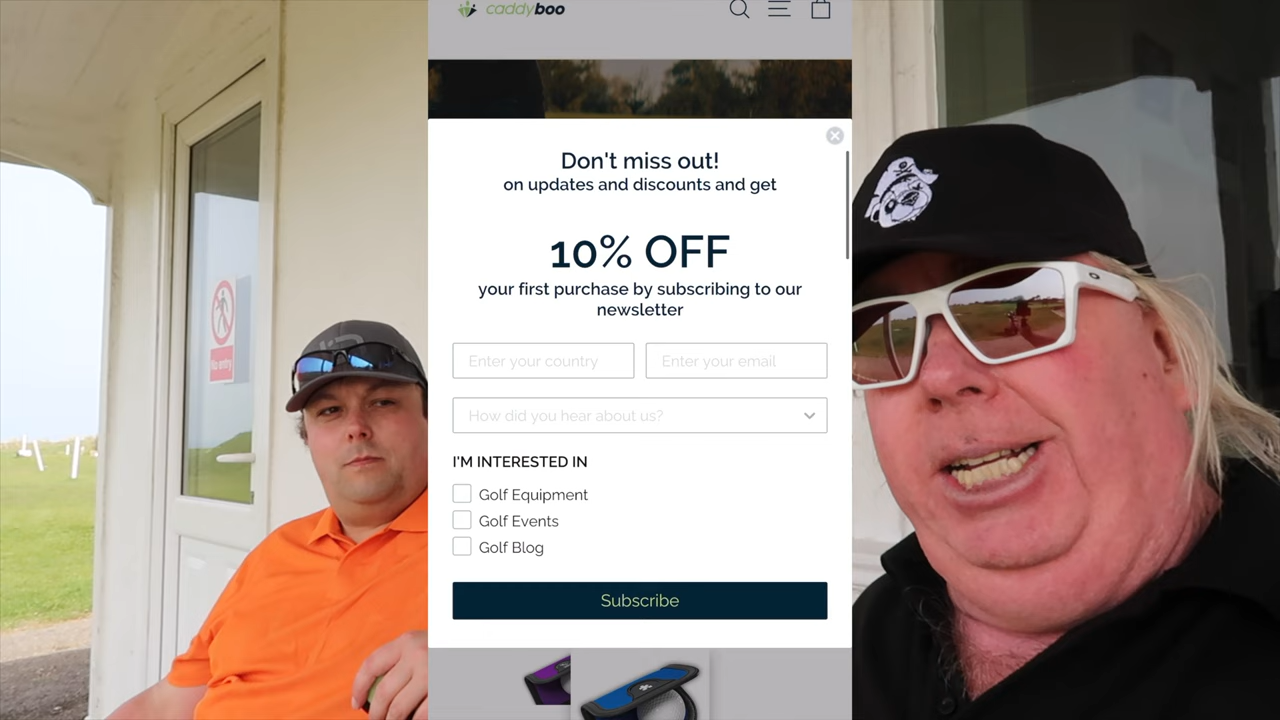 caddyboo
Don't miss out!
on updates and discounts and get
10% OFF
your first purchase by subscribing to our
newsletter
Enter your country
Enter your email
How did you hear about us?
I'M INTERESTED IN
Golf Equipment
Golf Events
Golf Blog
Subscribe
No entry